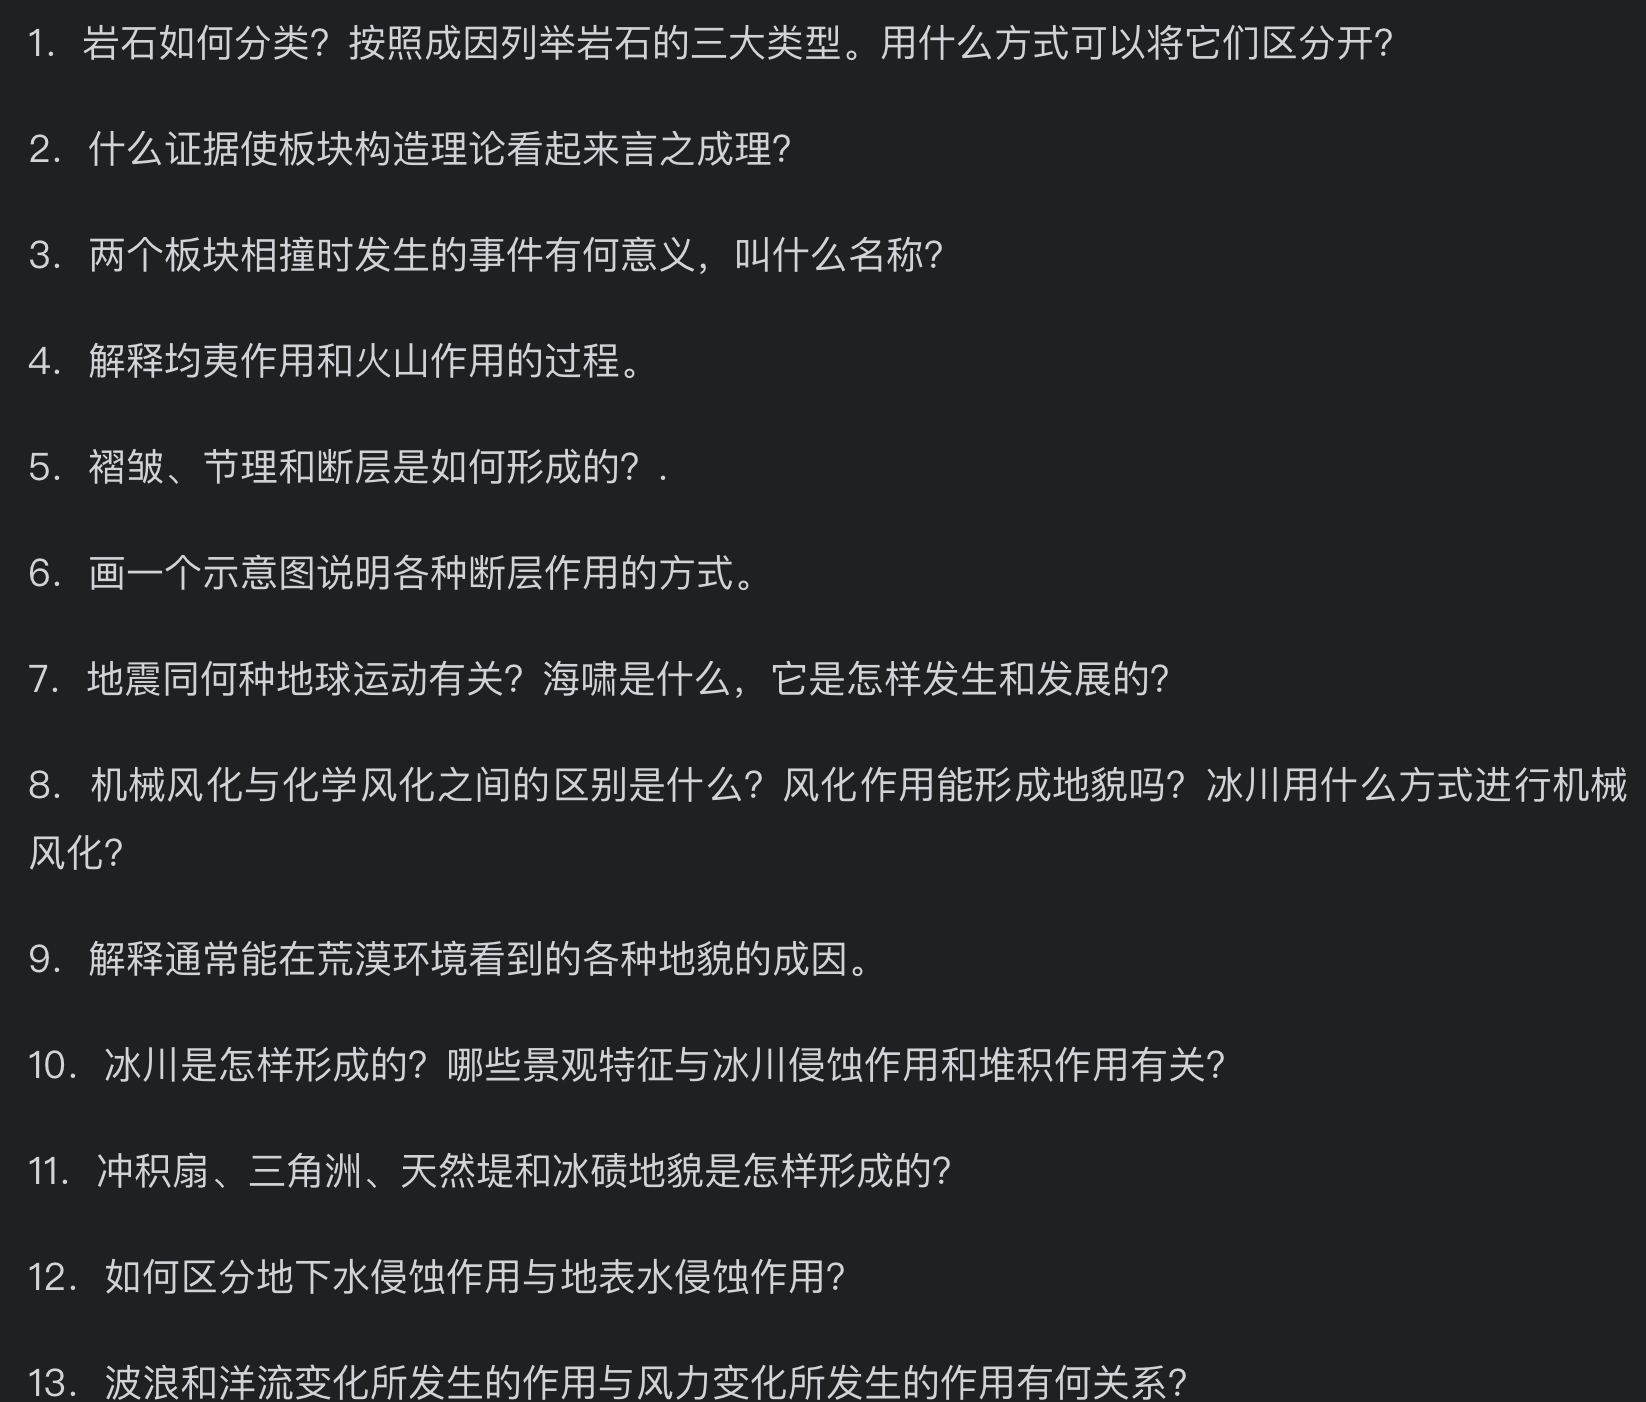 1. 岩石如何分类？按照成因列举岩石的三大类型。用什么方式可以将它们区分开？
2. 什么证据使板块构造理论看起来言之成理？
3. 两个板块相撞时发生的事件有何意义，叫什么名称？
4. 解释均夷作用和火山作用的过程。
5. 褶皱、节理和断层是如何形成的？.
6. 画一个示意图说明各种断层作用的方式。
7. 地震同何种地球运动有关？海啸是什么，它是怎样发生和发展的？
8. 机械风化与化学风化之间的区别是什么？风化作用能形成地貌吗？冰川用什么方式进行机械
风化？
9. 解释通常能在荒漠环境看到的各种地貌的成因。
10. 冰川是怎样形成的？哪些景观特征与冰川侵蚀作用和堆积作用有关？
11. 冲积扇、三角洲、天然堤和冰碛地貌是怎样形成的？
12. 如何区分地下水侵蚀作用与地表水侵蚀作用？
13. 波浪和洋流变化所发生的作用与风力变化所发生的作用有何关系？